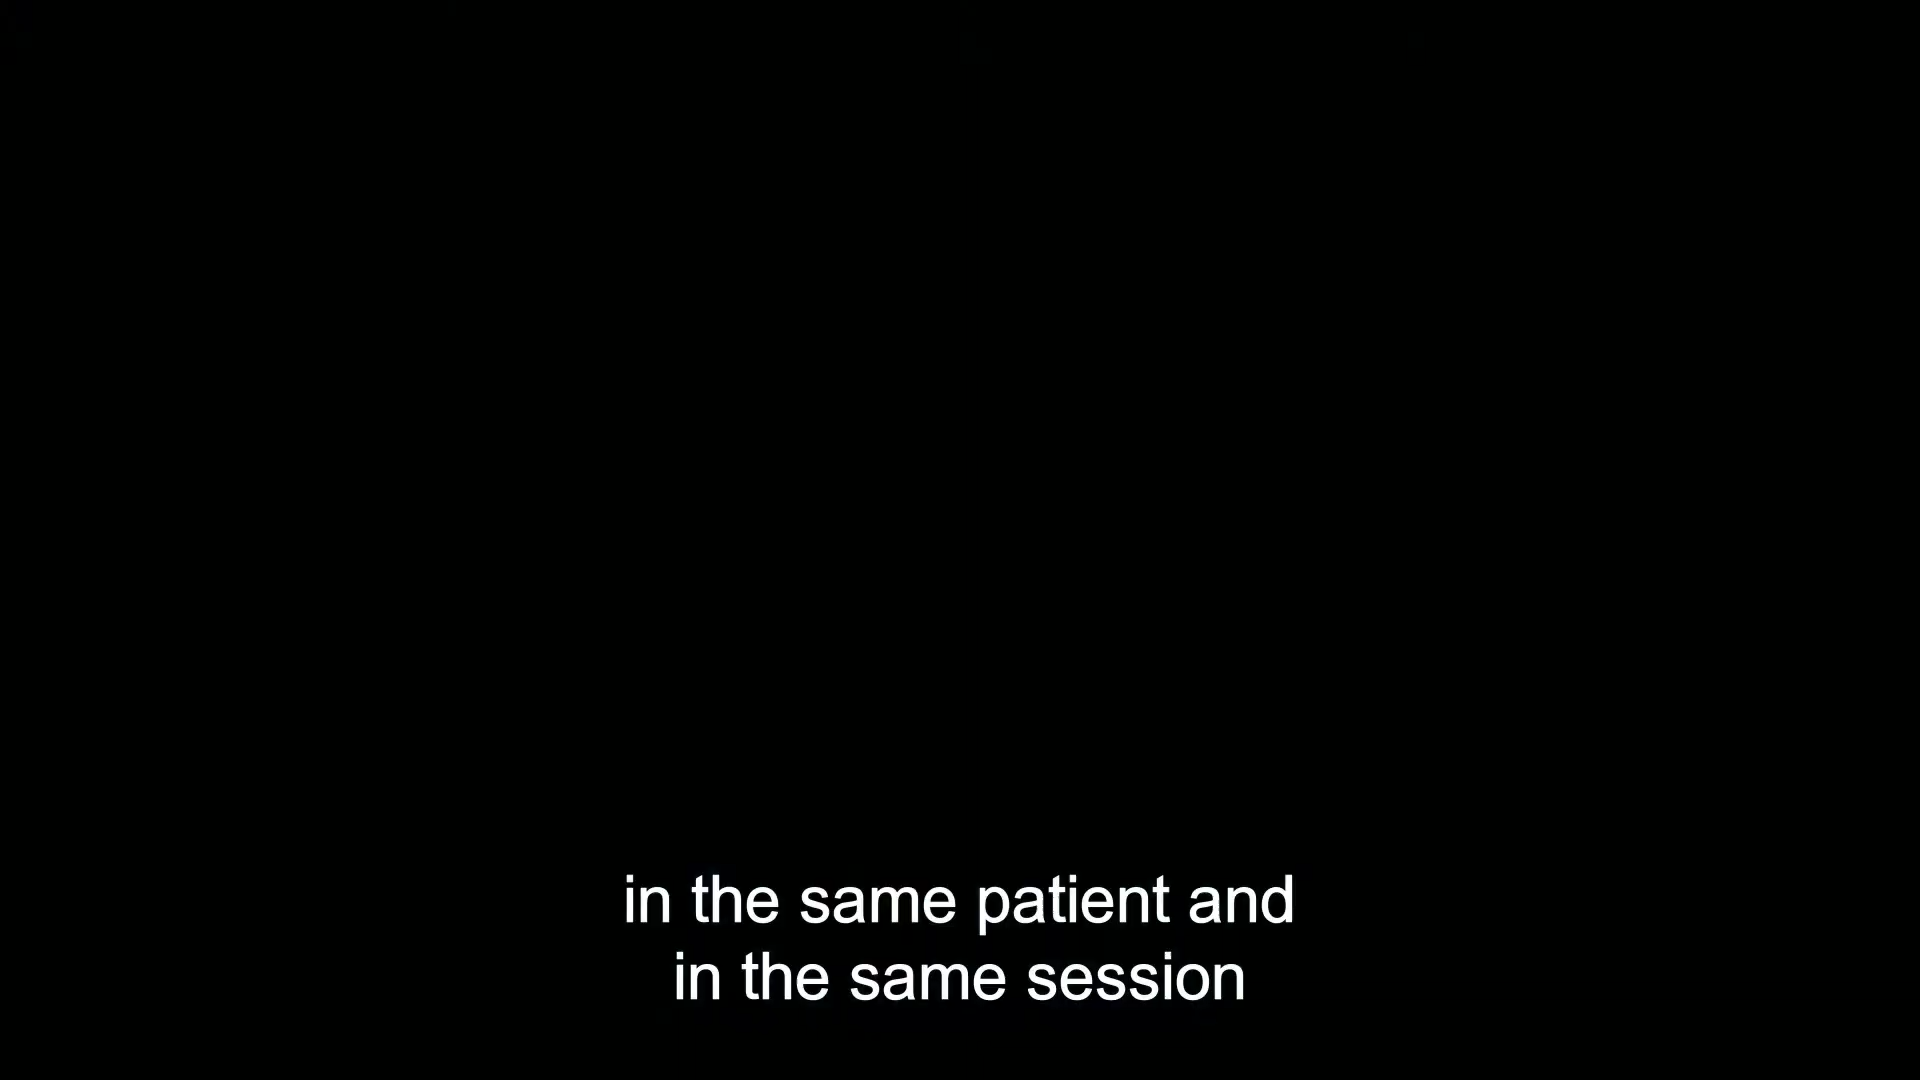 in the same patient and
in the same session